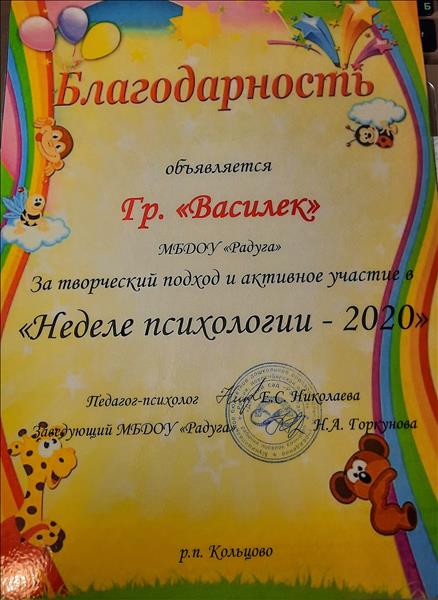 Благодарность
объявляется
Гр. «Василек»
МБДОУ «Радуга»
За творческий подход и активное участие в
«Неделе психологии - 2020»
Педагог-психолог Е.С. Николаева
Заведующий МБДОУ «Радуга» Н.А. Горкунова
р.п. Кольцово